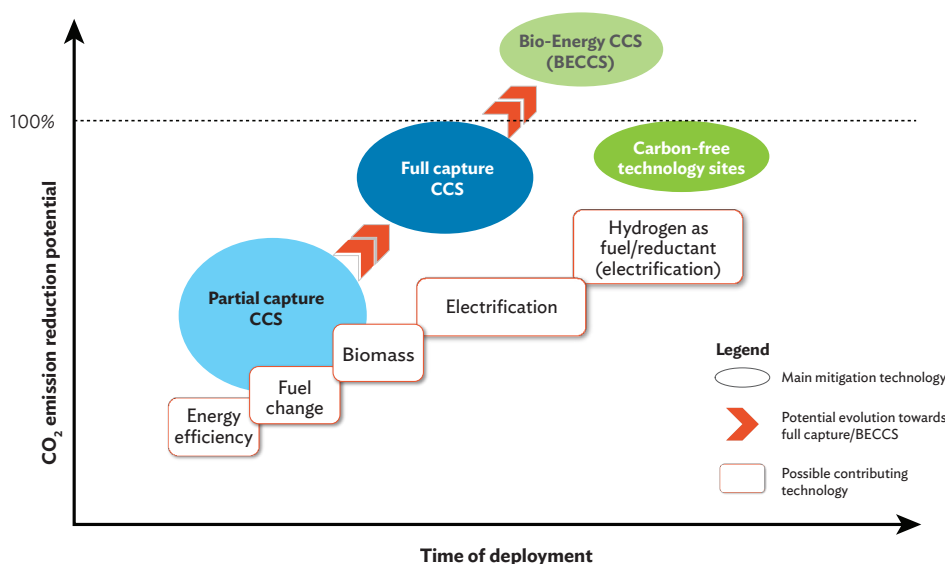 Bio-Energy CCS
(BECCS)
100%
Full capture
CCS
Carbon-free
technology sites
Hydrogen as
fuel/reductant
(electrification)
Partial capture
CCS
Electrification
Biomass
Fuel
change
Energy
efficiency
CO₂ emission reduction potential
Legend
Main mitigation technology
Potential evolution towards
full capture/BECCS
Possible contributing
technology
Time of deployment